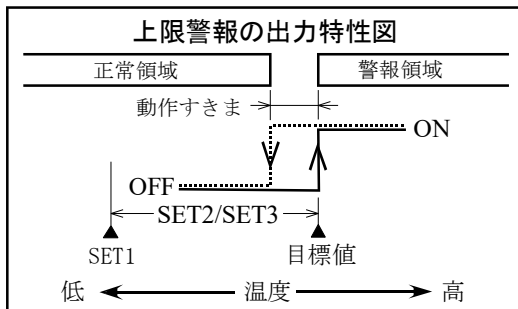 上限警報の出力特性図
正常領域 警報領域
動作すきま
ON
OFF
SET2/SET3
SET1 目標値
低 温度 高